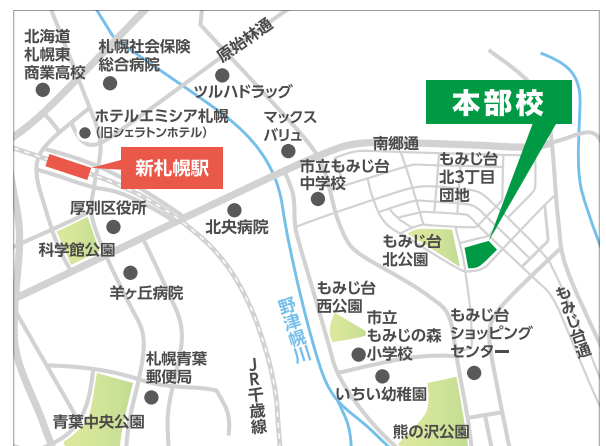 北海道
札幌東
商業高校
札幌社会保険
総合病院
原始林通
ツルハドラッグ
ホテルエミシア札幌
(旧シェラトンホテル)
マックス
バリュ
本部校
南郷通
新札幌駅
市立もみじ台
中学校
もみじ台
北3丁目
団地
厚別区役所
北央病院
科学館公園
もみじ台
北公園
羊ヶ丘病院
野津幌川
もみじ台
西公園
市立
もみじの森
小学校
もみじ台
ショッピング
センター
もみじ台通
札幌青葉
郵便局
JR千歳線
いちい幼稚園
青葉中央公園
熊の沢公園